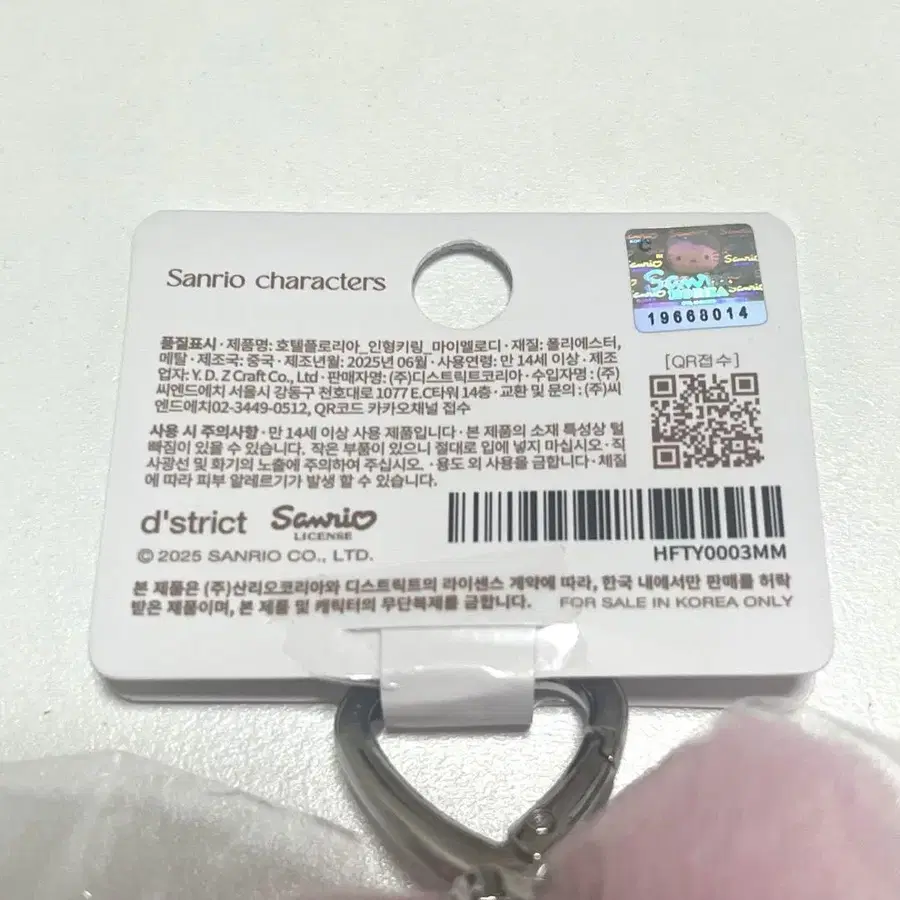 Sanrio characters
C
Sanrio
KOREA
19668014
[QR접수]
품질표시 · 제품명: 호텔플로리아_인형키링_마이멜로디 · 재질: 폴리에스터,
메탈 · 제조국: 중국 · 제조년월: 2025년 06월 · 사용연령: 만 14세 이상 · 제조
업자: Y. D. Z Craft Co., Ltd · 판매자명: (주)디스트릭트코리아 · 수입자명 : (주)
씨엔드에치 서울시 강동구 천호대로 1077 E.C타워 14층 · 교환 및 문의 : (주)씨
엔드에치02-3449-0512, QR코드 카카오채널 접수
사용 시 주의사항 · 만 14세 이상 사용 제품입니다 · 본 제품의 소재 특성상 털
빠짐이 있을 수 있습니다. 작은 부품이 있으니 절대로 입에 넣지 마십시오 · 직
사광선 및 화기의 노출에 주의하여 주십시오. · 용도 외 사용을 금합니다 · 체질
에 따라 피부 알레르기가 발생 할 수 있습니다.
d'strict Sanrio
LICENSE
© 2025 SANRIO CO., LTD.
HFTY0003MM
본 제품은 (주)산리오코리아와 디스트릭트의 라이센스 계약에 따라, 한국 내에서만 판매를 허락
받은 제품이며, 본 제품 및 캐릭터의 무단복제를 금합니다. FOR SALE IN KOREA ONLY